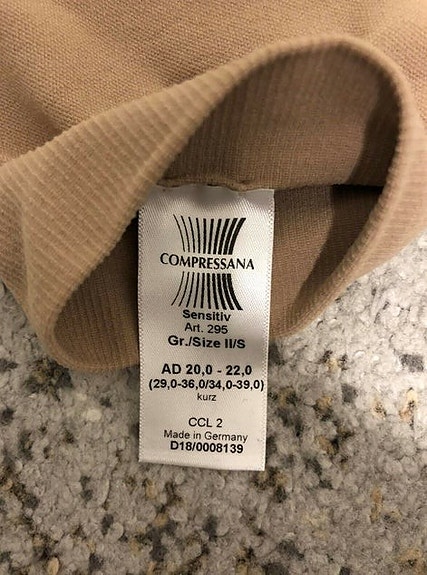 COMPRESSANA
Sensitiv
Art. 295
Gr./Size II/S
AD 20,0 - 22,0
(29,0-36,0/34,0-39,0)
kurz
CCL 2
Made in Germany
D18/0008139